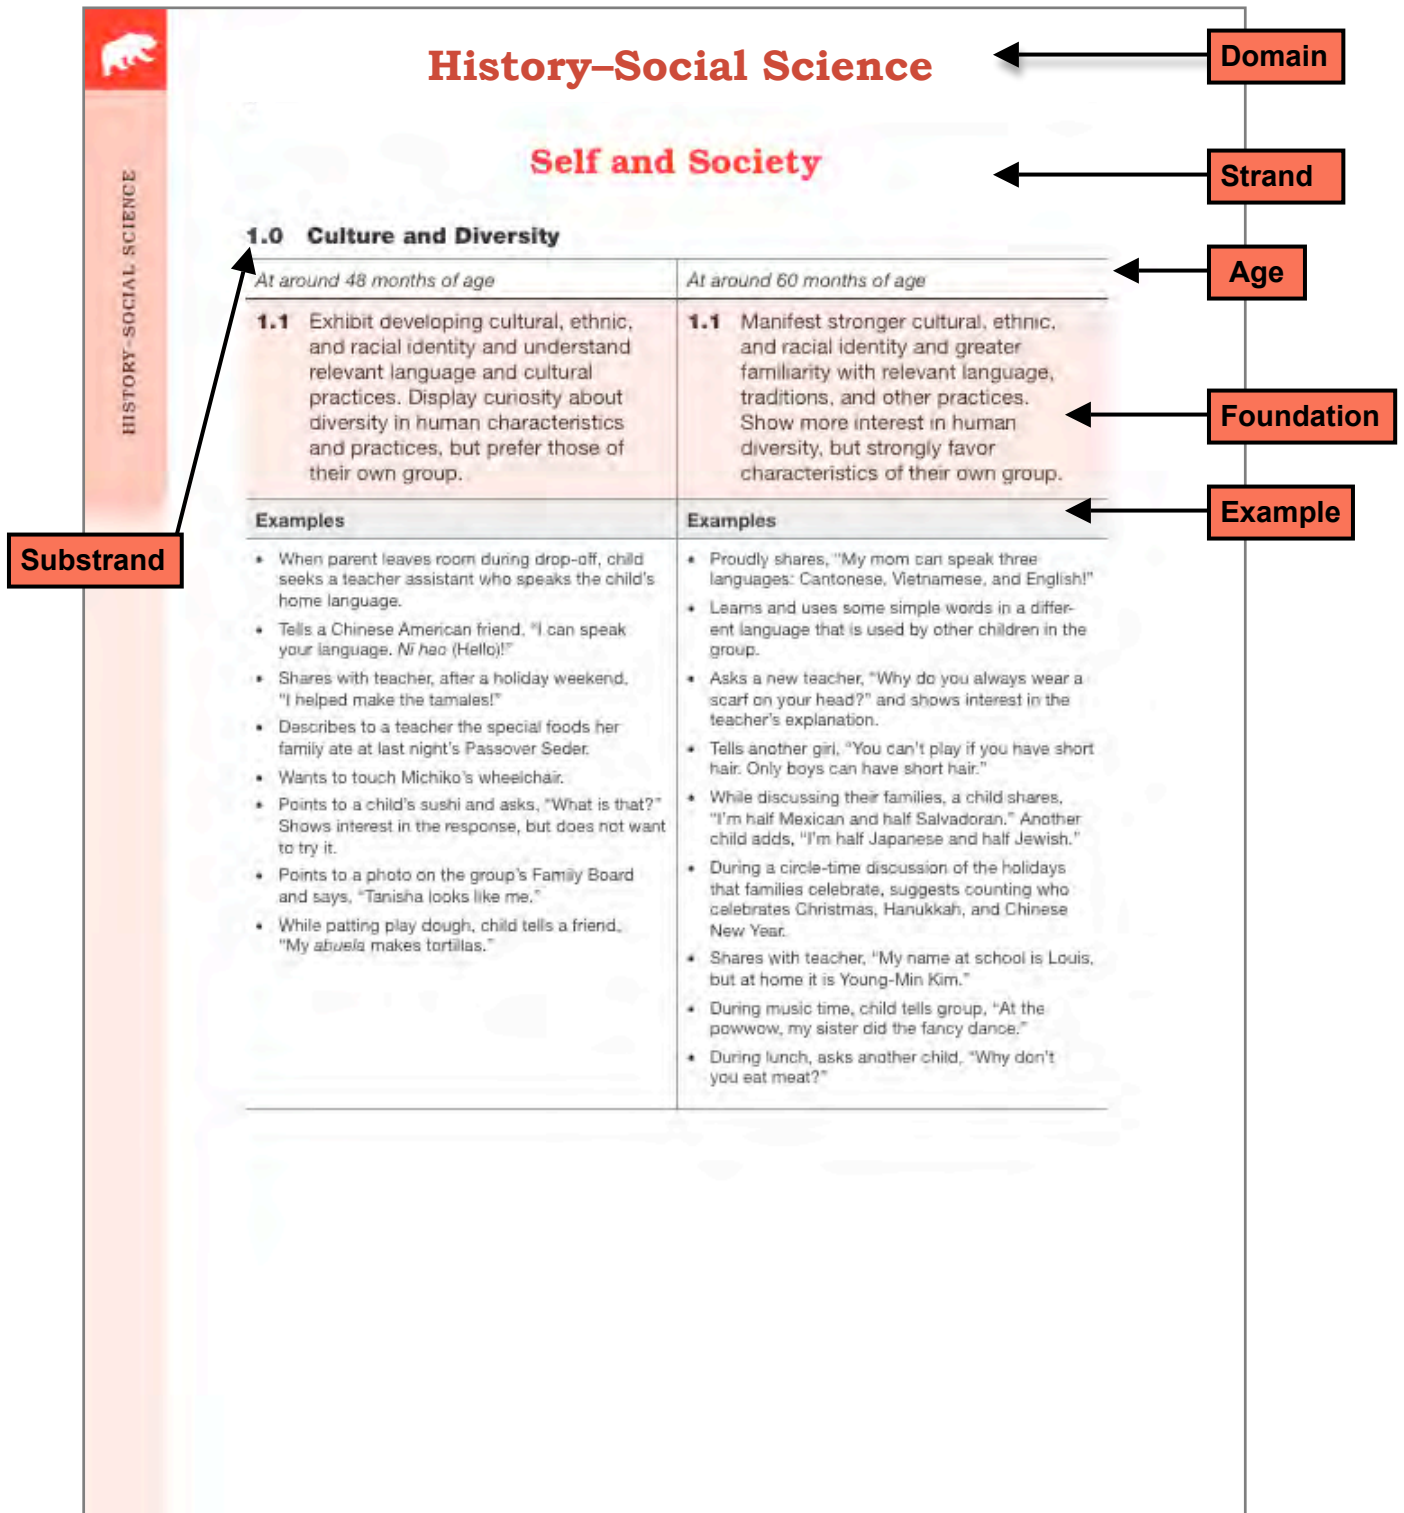 History–Social Science
Domain
Self and Society
Strand
HISTORY–SOCIAL SCIENCE
1.0 Culture and Diversity
Substrand
At around 48 months of age
At around 60 months of age
Age
1.1 Exhibit developing cultural, ethnic,
and racial identity and understand
relevant language and cultural
practices. Display curiosity about
diversity in human characteristics
and practices, but prefer those of
their own group.
1.1 Manifest stronger cultural, ethnic,
and racial identity and greater
familiarity with relevant language,
traditions, and other practices.
Show more interest in human
diversity, but strongly favor
characteristics of their own group.
Foundation
Examples
Examples
Example
• When parent leaves room during drop-off, child
seeks a teacher assistant who speaks the child's
home language.
• Tells a Chinese American friend, "I can speak
your language. Ni hao (Hello)!"
• Shares with teacher, after a holiday weekend,
"I helped make the tamales!"
• Describes to a teacher the special foods her
family ate at last night's Passover Seder.
• Wants to touch Michiko's wheelchair.
• Points to a child's sushi and asks, "What is that?"
Shows interest in the response, but does not want
to try it.
• Points to a photo on the group's Family Board
and says, "Tanisha looks like me."
• While patting play dough, child tells a friend,
"My abuela makes tortillas."
• Proudly shares, "My mom can speak three
languages: Cantonese, Vietnamese, and English!"
• Learns and uses some simple words in a differ-
ent language that is used by other children in the
group.
• Asks a new teacher, "Why do you always wear a
scarf on your head?" and shows interest in the
teacher's explanation.
• Tells another girl, "You can't play if you have short
hair. Only boys can have short hair."
• While discussing their families, a child shares,
"I'm half Mexican and half Salvadoran." Another
child adds, "I'm half Japanese and half Jewish."
• During a circle-time discussion of the holidays
that families celebrate, suggests counting who
celebrates Christmas, Hanukkah, and Chinese
New Year.
• Shares with teacher, "My name at school is Louis,
but at home it is Young-Min Kim."
• During music time, child tells group, "At the
powwow, my sister did the fancy dance."
• During lunch, asks another child, "Why don't
you eat meat?"